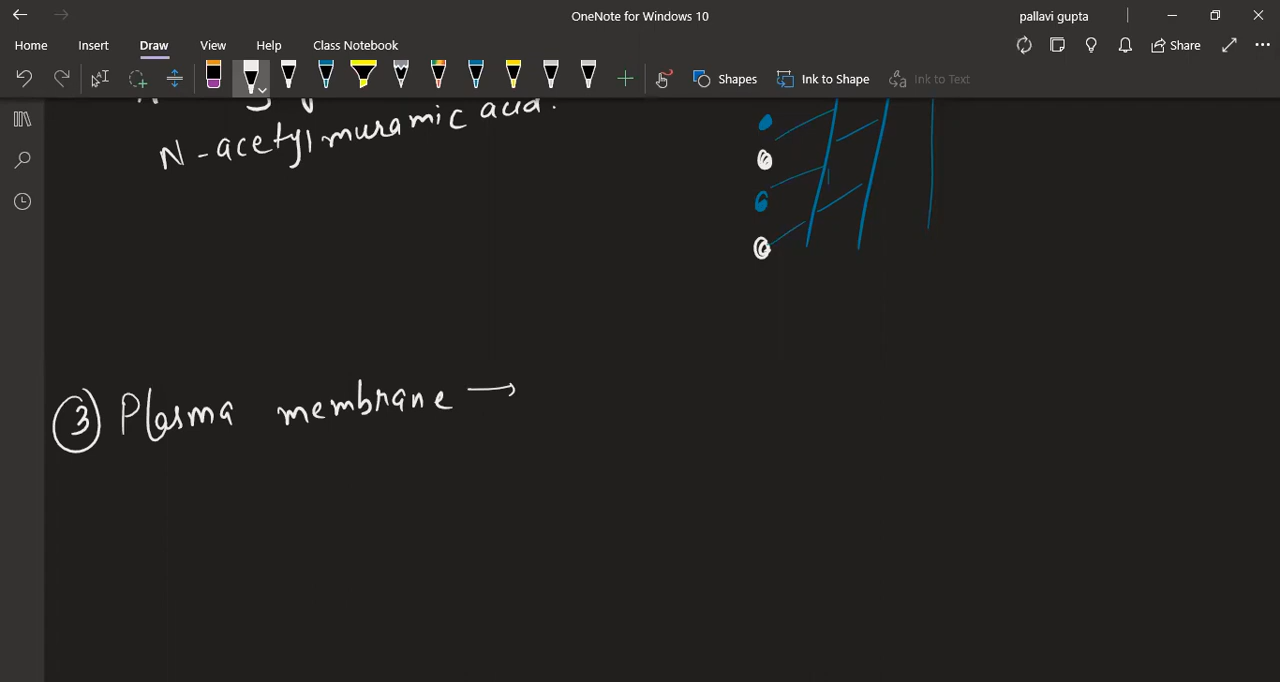 OneNote for Windows 10
pallavi gupta
Home Insert Draw View Help Class Notebook
Share
Shapes Ink to Shape Ink to Text
N-acetylmuramic acid.
3 Plasma membrane →